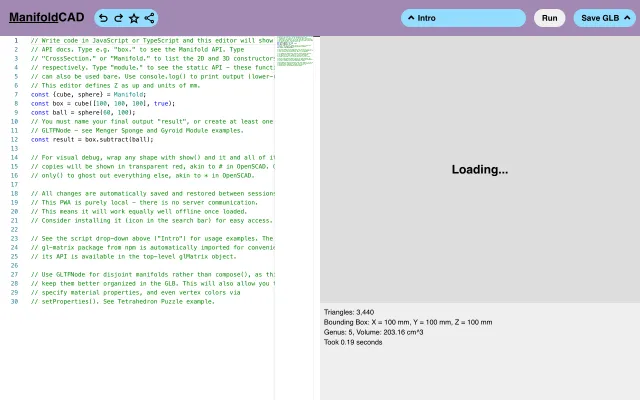 ManifoldCAD
Intro
Run
Save GLB
1 // Write code in JavaScript or TypeScript and this editor will show
2 // API docs. Type e.g. "box." to see the Manifold API. Type
3 // "CrossSection." or "Manifold." to list the 2D and 3D constructors
4 // respectively. Type "module." to see the static API - these functi
5 // can also be used bare. Use console.log() to print output (lower-r
6 // This editor defines Z as up and units of mm.
7 const {cube, sphere} = Manifold;
8 const box = cube([100, 100, 100], true);
9 const ball = sphere(60, 100);
10 // You must name your final output "result", or create at least one
11 // GLTFNode - see Menger Sponge and Gyroid Module examples.
12 const result = box.subtract(ball);
13
14 // For visual debug, wrap any shape with show() and it and all of it
15 // copies will be shown in transparent red, akin to # in OpenSCAD.
16 // only() to ghost out everything else, akin to * in OpenSCAD.
17
18 // All changes are automatically saved and restored between sessions
19 // This PWA is purely local - there is no server communication.
20 // This means it will work equally well offline once loaded.
21 // Consider installing it (icon in the search bar) for easy access.
22
23 // See the script drop-down above ("Intro") for usage examples. The
24 // gl-matrix package from npm is automatically imported for convenie
25 // its API is available in the top-level glMatrix object.
26
27 // Use GLTFNode for disjoint manifolds rather than compose(), as thi
28 // keep them better organized in the GLB. This will also allow you t
29 // specify material properties, and even vertex colors via
30 // setProperties(). See Tetrahedron Puzzle example.
Loading...
Triangles: 3,440
Bounding Box: X = 100 mm, Y = 100 mm, Z = 100 mm
Genus: 5, Volume: 203.16 cm^3
Took 0.19 seconds